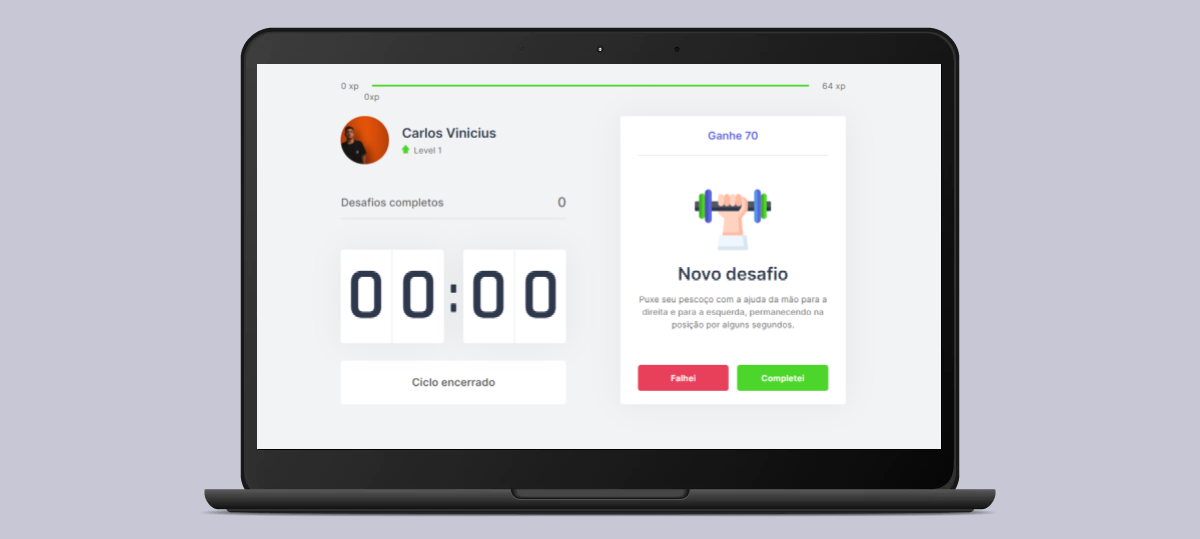 0 xp
64 xp
0xp
Carlos Vinicius
Level 1
Desafios completos 0
00:00
Ciclo encerrado
Ganhe 70
Novo desafio
Puxe seu pescoço com a ajuda da mão para a
direita e para a esquerda, permanecendo na
posição por alguns segundos.
Falhei
Completei